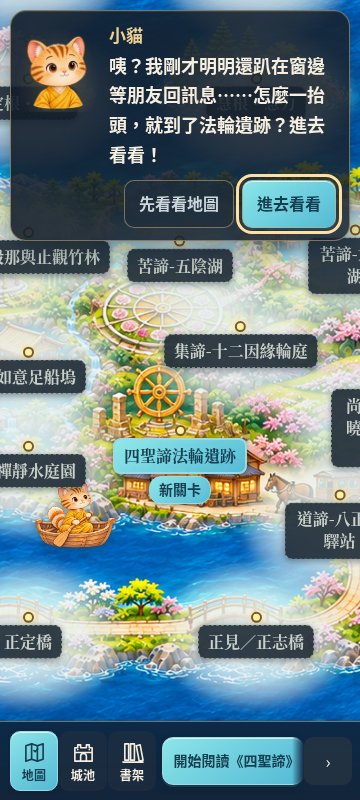 小貓
咦？我剛才明明還趴在窗邊
等朋友回訊息⋯⋯怎麼一抬
頭，就到了法輪遺跡？進去
看看！
先看看地圖
進去看看
那與止觀竹林
苦諦-五陰湖
苦諦-
湖
集諦-十二因緣輪庭
如意足船塢
尚
曉
四聖諦法輪遺跡
禪靜水庭園
新關卡
道諦-八正
驛站
正定橋
正見／正志橋
地圖
城池
書架
開始閱讀《四聖諦》
›